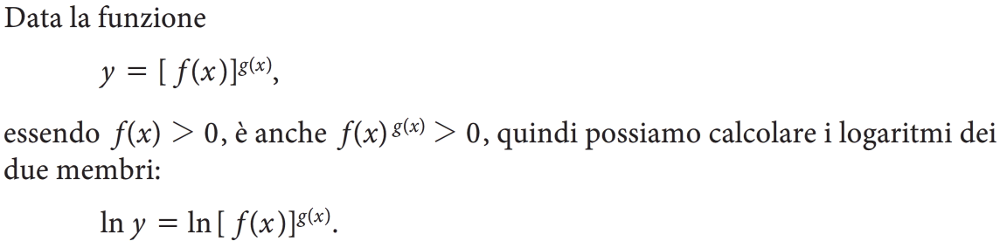 Data la funzione
y = [ f(x)]^{g(x)},
essendo f(x) > 0, è anche f(x)^{g(x)} > 0, quindi possiamo calcolare i logaritmi dei
due membri:
ln y = ln [ f(x)]^{g(x)}.